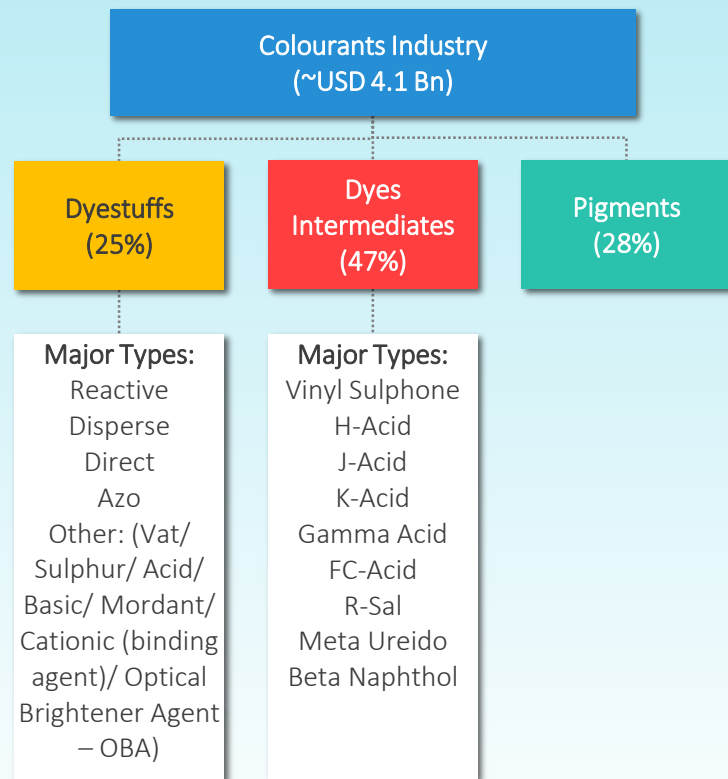 Colourants Industry
(~USD 4.1 Bn)
Dyestuffs
(25%)
Dyes
Intermediates
(47%)
Pigments
(28%)
Major Types:
Reactive
Disperse
Direct
Azo
Other: (Vat/
Sulphur/ Acid/
Basic/ Mordant/
Cationic (binding
agent)/ Optical
Brightener Agent
– OBA)
Major Types:
Vinyl Sulphone
H-Acid
J-Acid
K-Acid
Gamma Acid
FC-Acid
R-Sal
Meta Ureido
Beta Naphthol